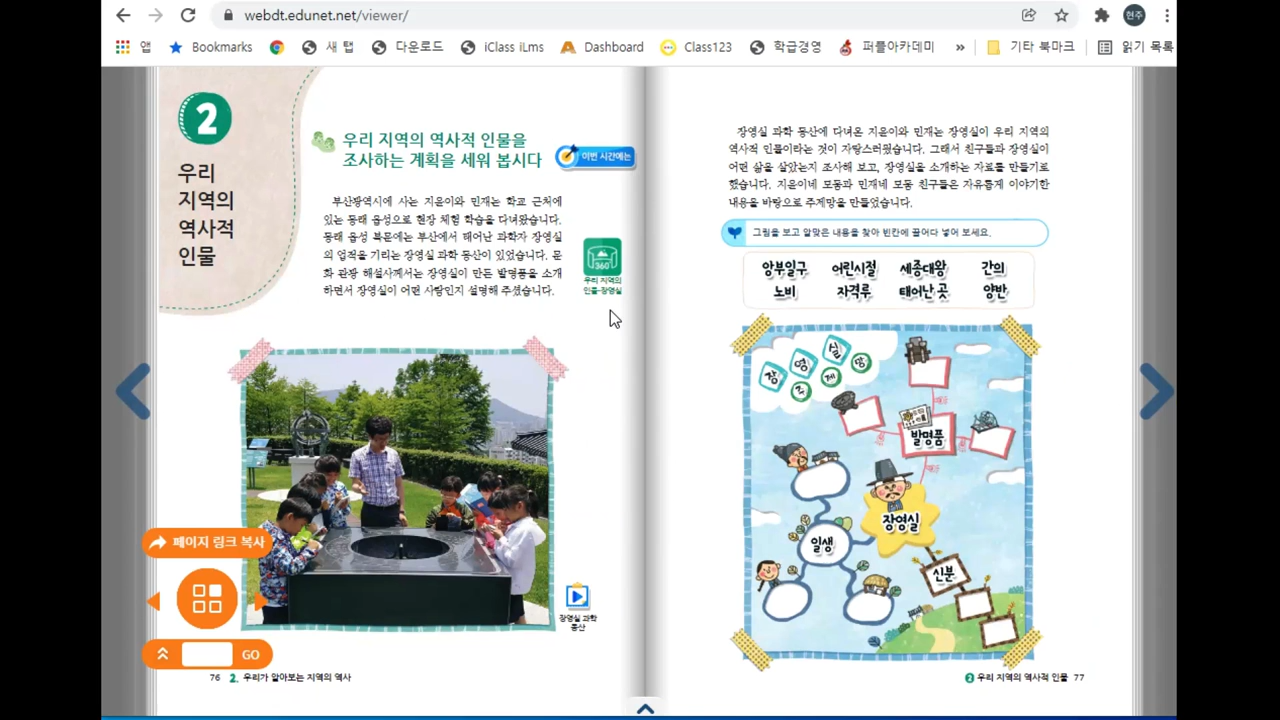 webdt.edunet.net/viewer/
현주
앱
Bookmarks
새 탭
다운로드
iClass iLms
Dashboard
Class123
학급경영
퍼플아카데미
»
기타 북마크
읽기 목록
2
우리
지역의
역사적
인물
우리 지역의 역사적 인물을
조사하는 계획을 세워 봅시다
이번 시간에는
부산광역시에 사는 지윤이와 민재는 학교 근처에
있는 동래 읍성으로 현장 체험 학습을 다녀왔습니다.
동래 읍성 북문에는 부산에서 태어난 과학자 장영실
의 업적을 기리는 장영실 과학 동산이 있었습니다. 문
화 관광 해설사께서는 장영실이 만든 발명품을 소개
하면서 장영실이 어떤 사람인지 설명해 주셨습니다.
360
우리 지역의
인물-장영실
장영실 과학
동산
페이지 링크 복사
GO
76 2. 우리가 알아보는 지역의 역사
장영실 과학 동산에 다녀온 지윤이와 민재는 장영실이 우리 지역의
역사적 인물이라는 것이 자랑스러웠습니다. 그래서 친구들과 장영실이
어떤 삶을 살았는지 조사해 보고, 장영실을 소개하는 자료를 만들기로
했습니다. 지윤이네 모둠과 민재네 모둠 친구들은 자유롭게 이야기한
내용을 바탕으로 주제망을 만들었습니다.
그림을 보고 알맞은 내용을 찾아 빈칸에 끌어다 넣어 보세요.
앙부일구 어린시절 세종대왕 간의
노비 자격루 태어난 곳 양반
장영실
주제망
발명품
장영실
일생
신분
2 우리 지역의 역사적 인물 77